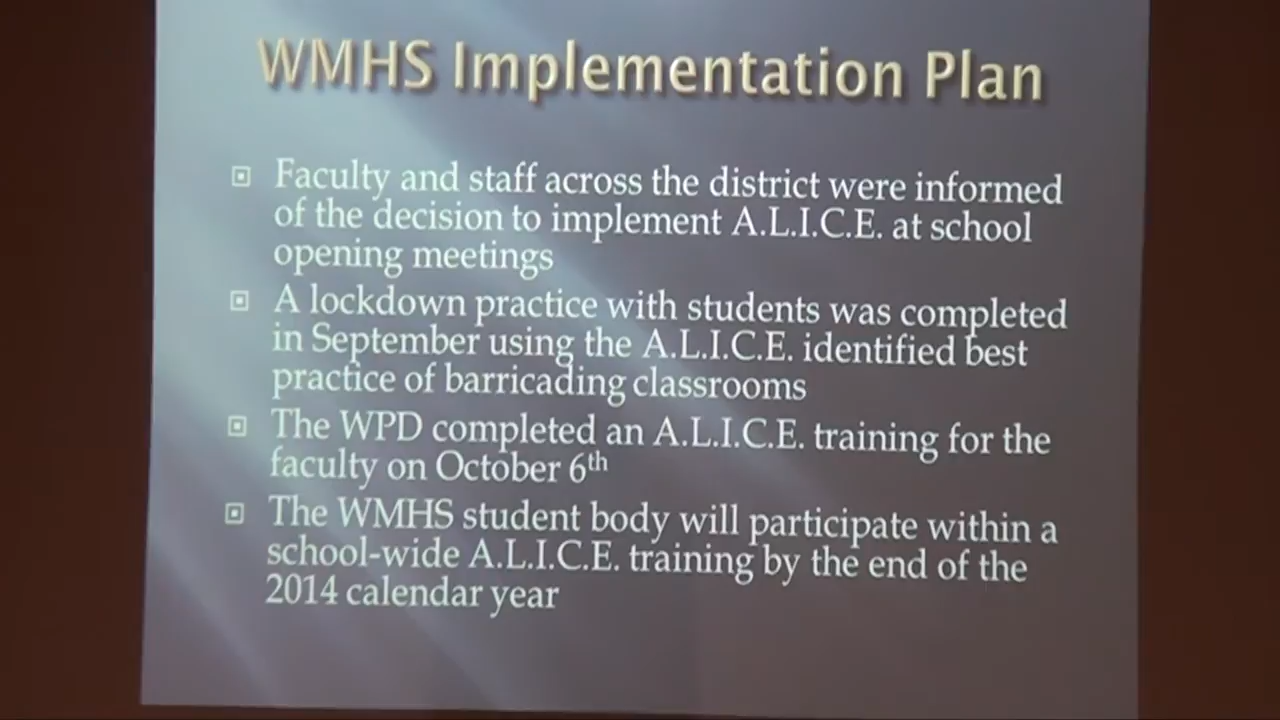 WMHS Implementation Plan
Faculty and staff across the district were informed
of the decision to implement A.L.I.C.E. at school
opening meetings
A lockdown practice with students was completed
in September using the A.L.I.C.E. identified best
practice of barricading classrooms
The WPD completed an A.L.I.C.E. training for the
faculty on October 6th
The WMHS student body will participate within a
school-wide A.L.I.C.E. training by the end of the
2014 calendar year